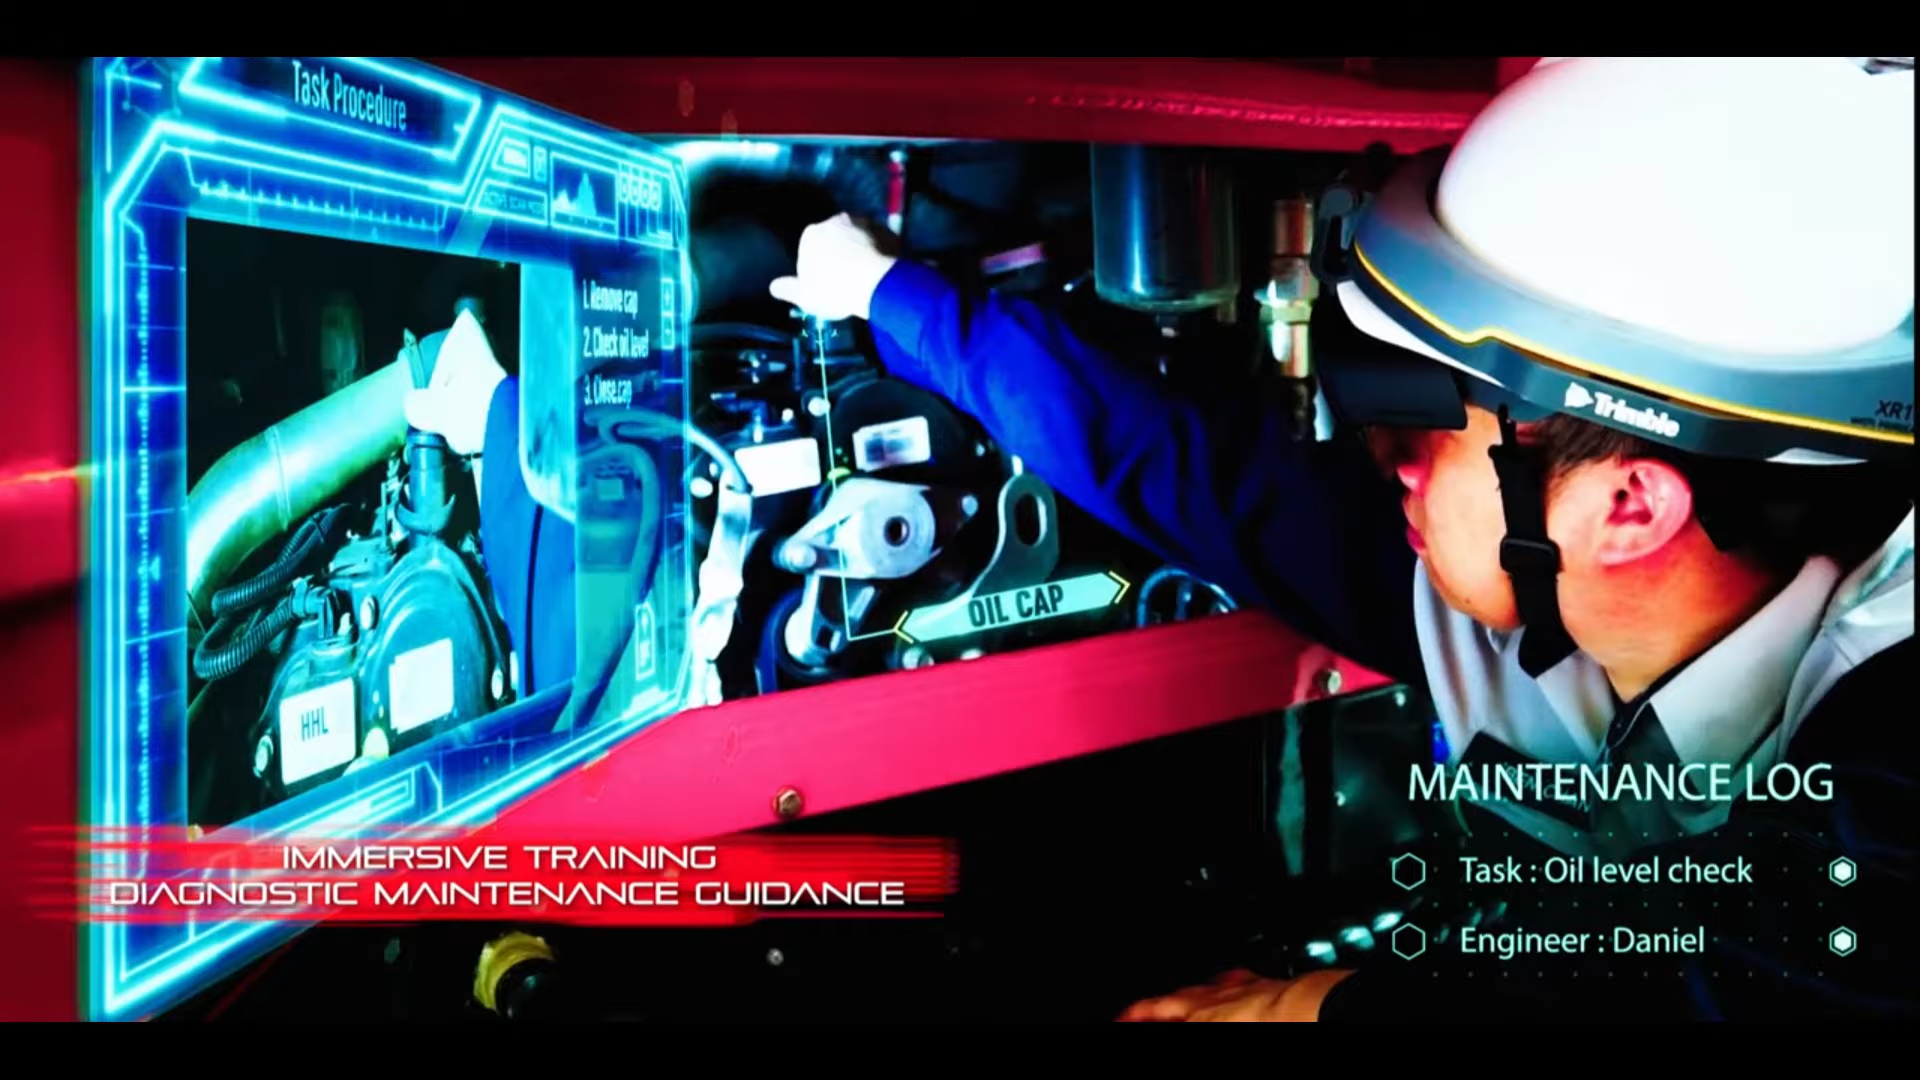 Task Procedure
1. Remove cap
2. Check oil level
3. Close cap
HHL
OIL CAP
Trimble
XR1
IMMERSIVE TRAINING
DIAGNOSTIC MAINTENANCE GUIDANCE
MAINTENANCE LOG
Task : Oil level check
Engineer : Daniel